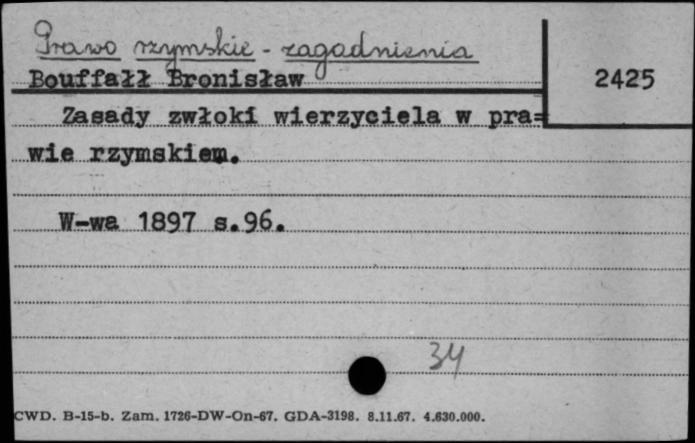 Prawo rzymskie - zagadnienia
Bouffałł Bronisław
2425
Zasady zwłoki wierzyciela w pra=
wie rzymskiem.
W-wa 1897 s.96.
34
CWD. B-15-b. Zam. 1726-DW-On-67. GDA-3198. 8.11.67. 4.630.000.